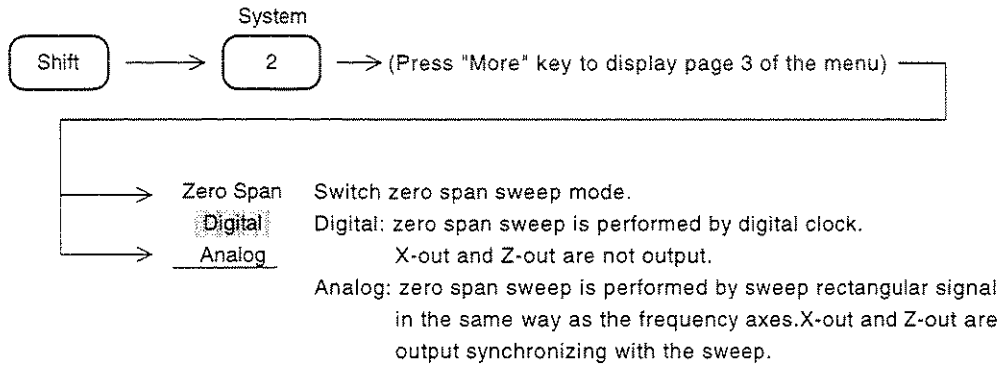 System
Shift
2
(Press "More" key to display page 3 of the menu)
Zero Span Switch zero span sweep mode.
Digital Digital: zero span sweep is performed by digital clock.
Analog X-out and Z-out are not output.
Analog: zero span sweep is performed by sweep rectangular signal
in the same way as the frequency axes.X-out and Z-out are
output synchronizing with the sweep.